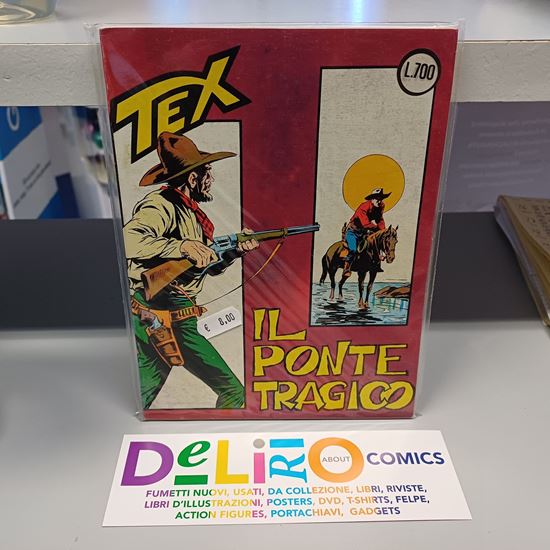 TEX
L.700
€ 8,00
IL
PONTE
TRAGICO
DeLiRiO ABOUT COMICS
FUMETTI NUOVI, USATI, DA COLLEZIONE, LIBRI, RIVISTE,
LIBRI D'ILLUSTRAZIONI, POSTERS, DVD, T-SHIRTS, FELPE,
ACTION FIGURES, PORTACHIAVI, GADGETS